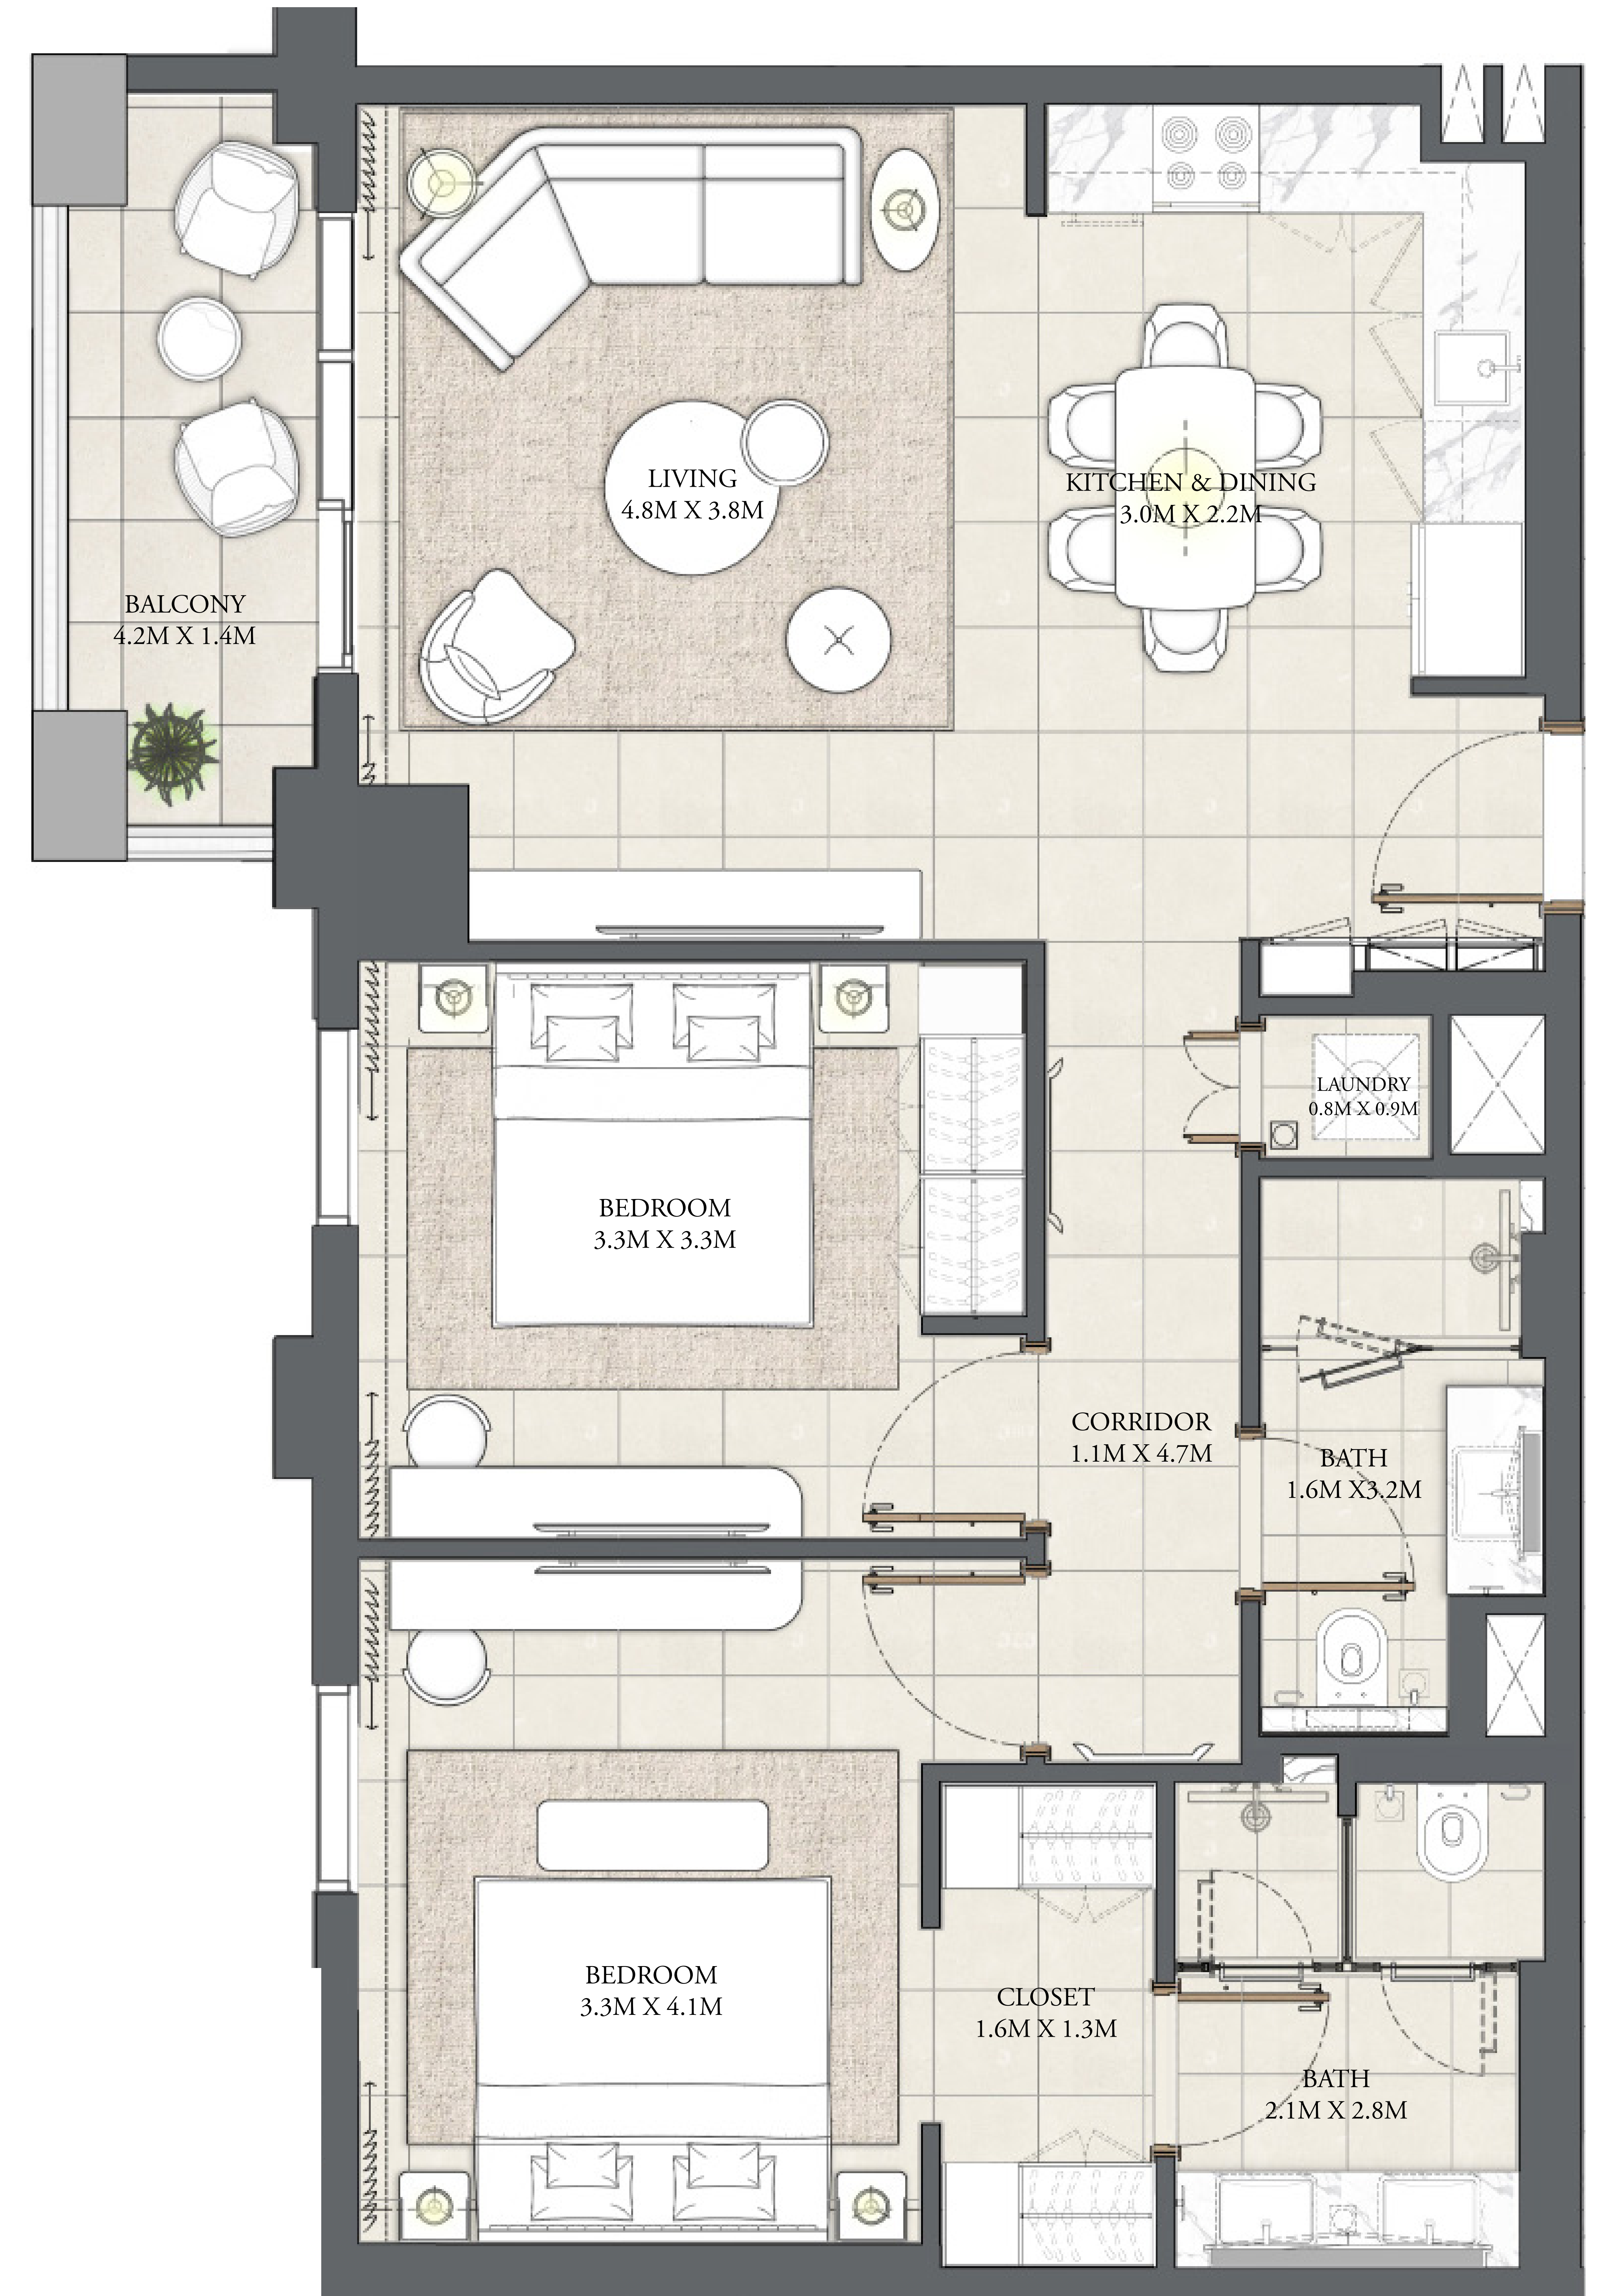 LIVING
4.8M X 3.8M
KITCHEN & DINING
3.0M X 2.2M
BALCONY
4.2M X 1.4M
LAUNDRY
0.8M X 0.9M
BEDROOM
3.3M X 3.3M
CORRIDOR
1.1M X 4.7M
BATH
1.6M X3.2M
BEDROOM
3.3M X 4.1M
CLOSET
1.6M X 1.3M
BATH
2.1M X 2.8M